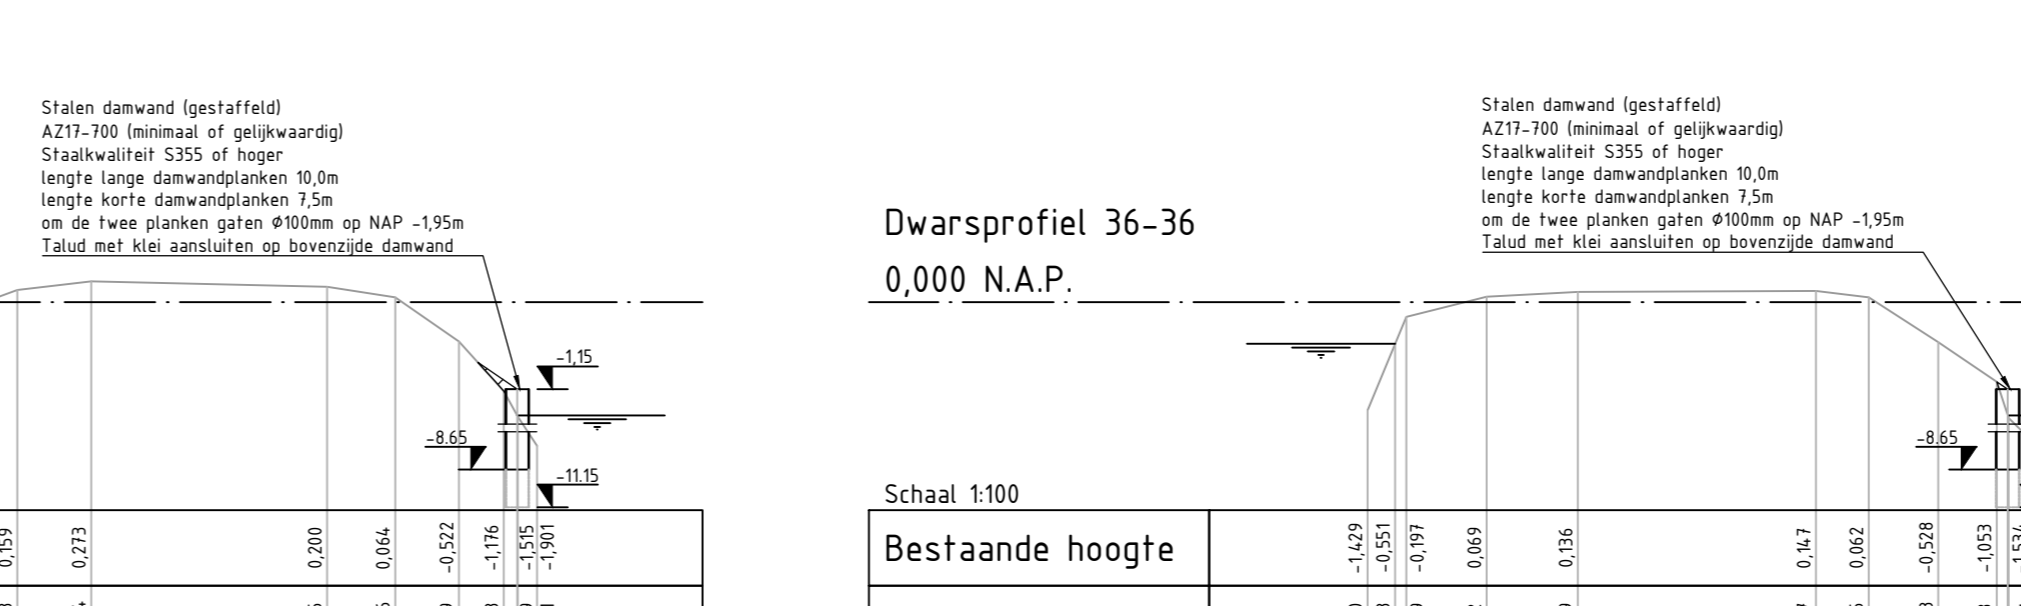 Stalen damwand (gestaffeld)
AZ17-700 (minimaal of gelijkwaardig)
Staalkwaliteit S355 of hoger
lengte lange damwandplanken 10,0m
lengte korte damwandplanken 7,5m
om de twee planken gaten Ø100mm op NAP -1,95m
Talud met klei aansluiten op bovenzijde damwand
-1,15
-8.65
-11.15
0,159
0,273
0,200
0,064
-0,522
-1,176
-1,515
-1,901
Dwarsprofiel 36-36
0,000 N.A.P.
Stalen damwand (gestaffeld)
AZ17-700 (minimaal of gelijkwaardig)
Staalkwaliteit S355 of hoger
lengte lange damwandplanken 10,0m
lengte korte damwandplanken 7,5m
om de twee planken gaten Ø100mm op NAP -1,95m
Talud met klei aansluiten op bovenzijde damwand
-8.65
Schaal 1:100
Bestaande hoogte
-1,429
-0,551
-0,197
0,069
0,136
0,147
0,062
-0,528
-1,053